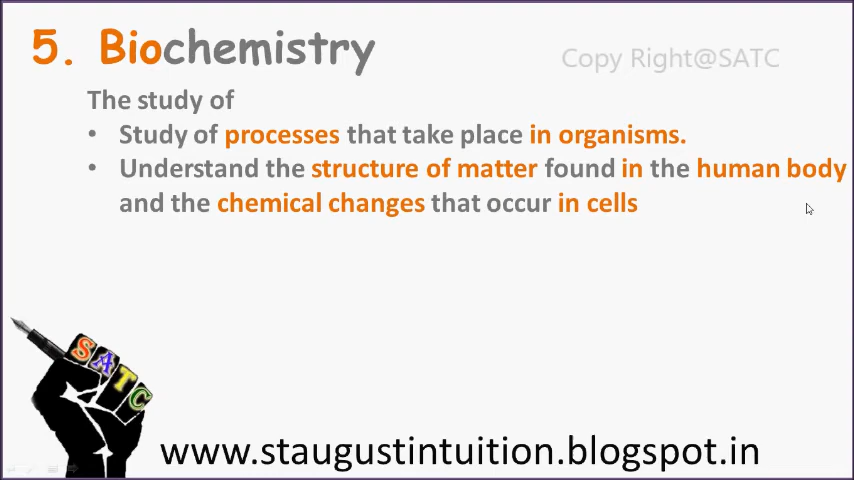 5. Biochemistry
Copy Right@SATC
The study of
• Study of processes that take place in organisms.
• Understand the structure of matter found in the human body
and the chemical changes that occur in cells
SATC
www.staugustintuition.blogspot.in